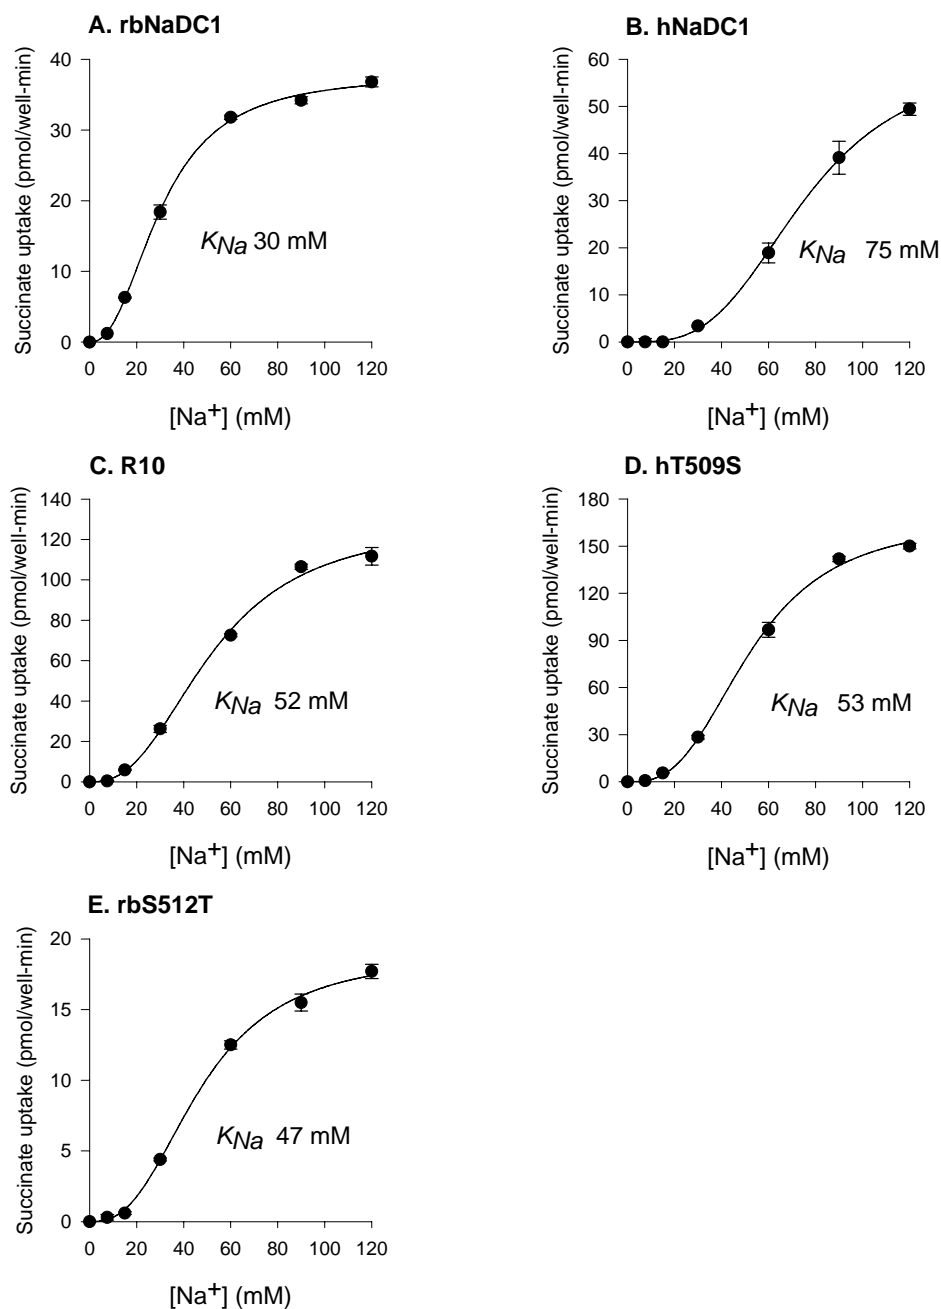 A. rbNaDC1
Succinate uptake (pmol/well-min)
40
30
20
10
0
K_Na 30 mM
0 20 40 60 80 100 120
[Na⁺] (mM)
B. hNaDC1
Succinate uptake (pmol/well-min)
60
50
40
30
20
10
0
K_Na 75 mM
0 20 40 60 80 100 120
[Na⁺] (mM)
C. R10
Succinate uptake (pmol/well-min)
140
120
100
80
60
40
20
0
K_Na 52 mM
0 20 40 60 80 100 120
[Na⁺] (mM)
D. hT509S
Succinate uptake (pmol/well-min)
180
150
120
90
60
30
0
K_Na 53 mM
0 20 40 60 80 100 120
[Na⁺] (mM)
E. rbS512T
Succinate uptake (pmol/well-min)
20
15
10
5
0
K_Na 47 mM
0 20 40 60 80 100 120
[Na⁺] (mM)